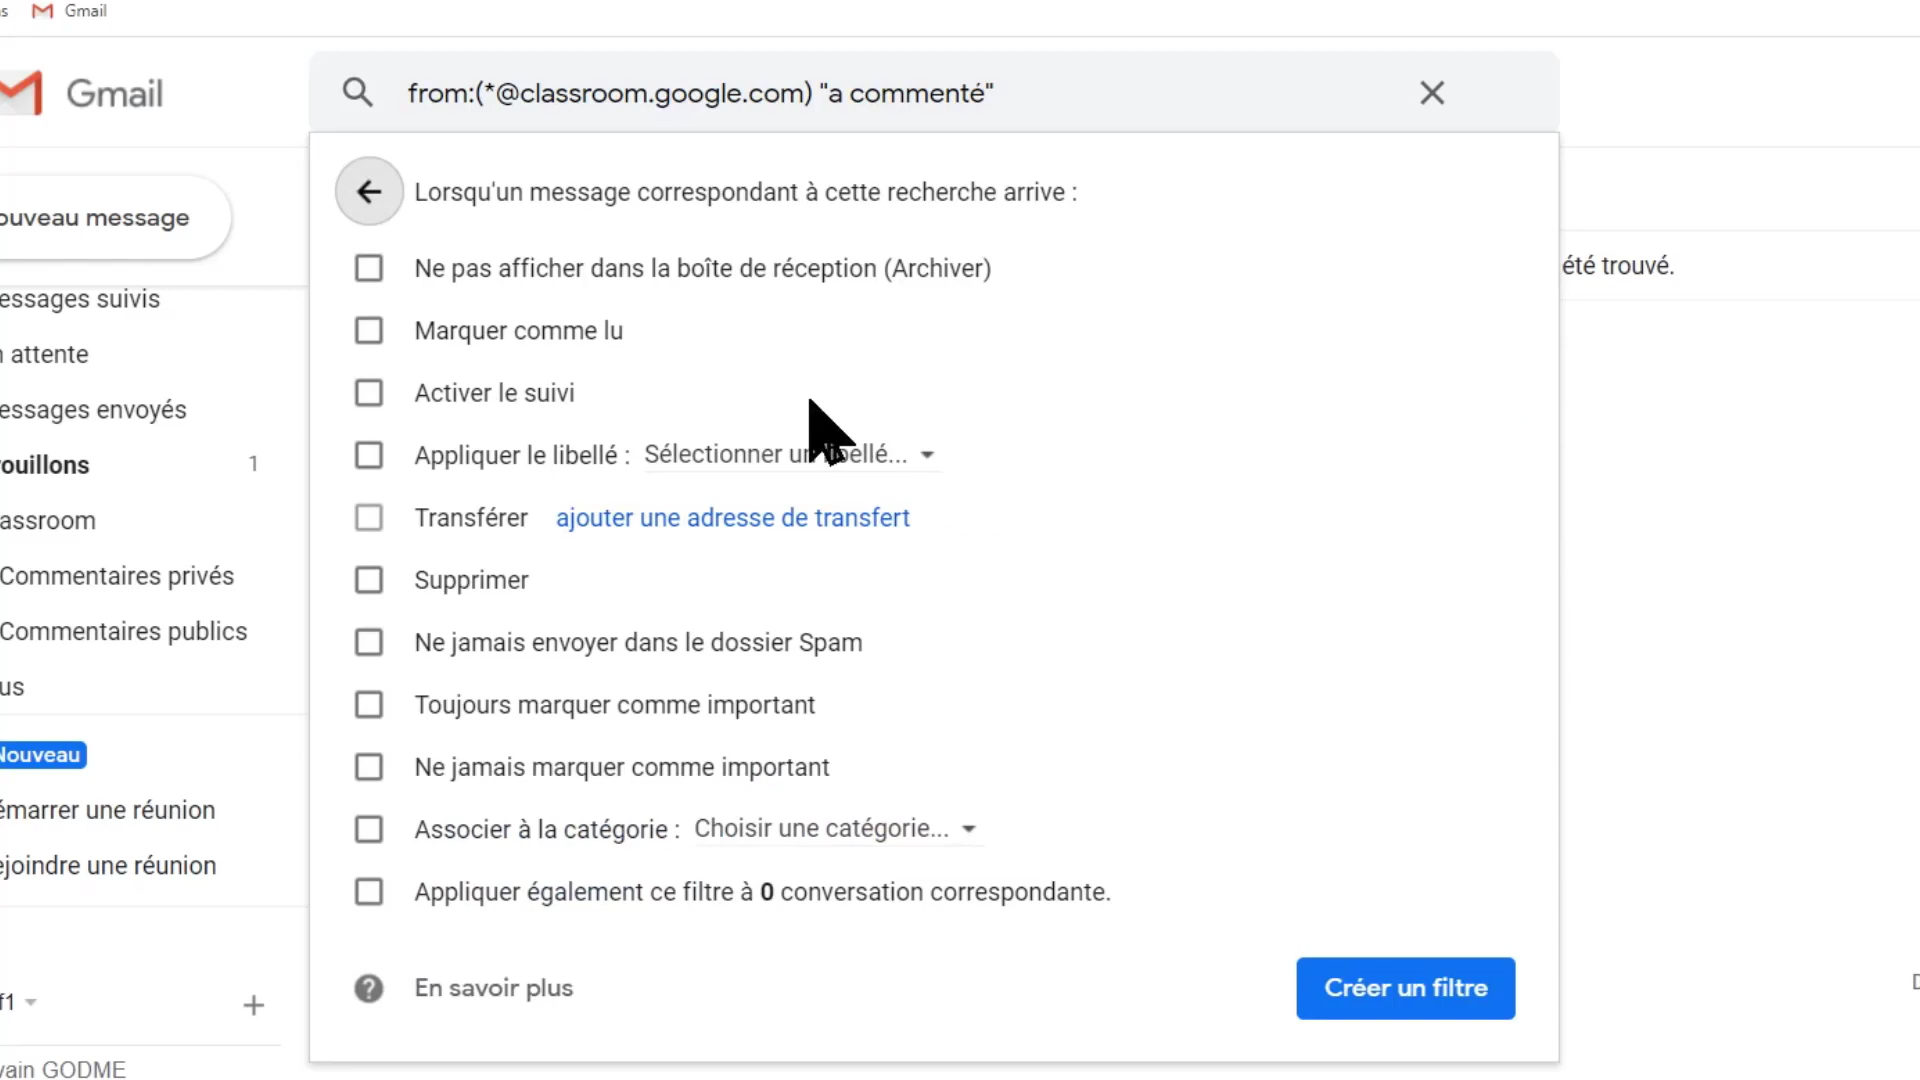 s Gmail
Gmail
from:(*@classroom.google.com) "a commenté"
Lorsqu'un message correspondant à cette recherche arrive :
ouveau message
Ne pas afficher dans la boîte de réception (Archiver)
été trouvé.
essages suivis
Marquer comme lu
n attente
Activer le suivi
essages envoyés
Appliquer le libellé : Sélectionner un libellé...
rouillons 1
Transférer ajouter une adresse de transfert
assroom
Commentaires privés
Supprimer
Commentaires publics
Ne jamais envoyer dans le dossier Spam
us
Toujours marquer comme important
Nouveau
Ne jamais marquer comme important
émarrer une réunion
Associer à la catégorie : Choisir une catégorie...
ejoindre une réunion
Appliquer également ce filtre à 0 conversation correspondante.
En savoir plus
Créer un filtre
f1
vain GODME